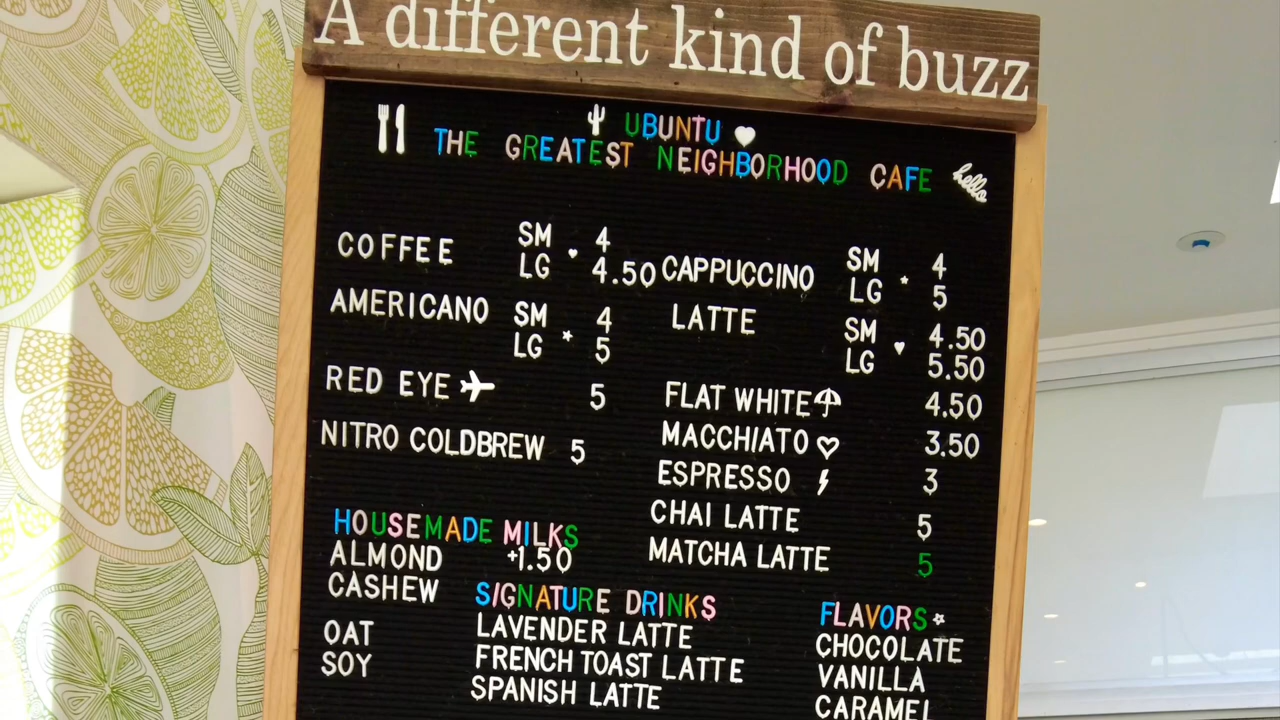 A different kind of buzz
UBUNTU
THE GREATEST NEIGHBORHOOD CAFE
hello
COFFEE SM 4
LG 4.50
AMERICANO SM 4
LG 5
RED EYE 5
NITRO COLDBREW 5
CAPPUCCINO SM 4
LG 5
LATTE SM 4.50
LG 5.50
FLAT WHITE 4.50
MACCHIATO 3.50
ESPRESSO 3
CHAI LATTE 5
MATCHA LATTE 5
HOUSEMADE MILKS
ALMOND +1.50
CASHEW
OAT
SOY
SIGNATURE DRINKS
LAVENDER LATTE
FRENCH TOAST LATTE
SPANISH LATTE
FLAVORS
CHOCOLATE
VANILLA
CARAMEL